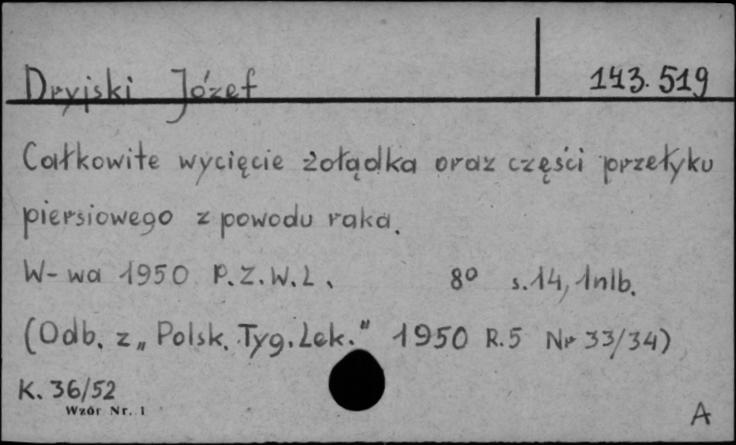 Dryjski Józef 143.519
Całkowite wycięcie żołądka oraz części przełyku
piersiowego z powodu raka.
W-wa 1950 P.Z.W.L. 8° s.14, 1nlb.
(Odb. z „Polsk. Tyg. Lek." 1950 R.5 Nr 33/34)
K. 36/52
Wzór Nr. 1
A